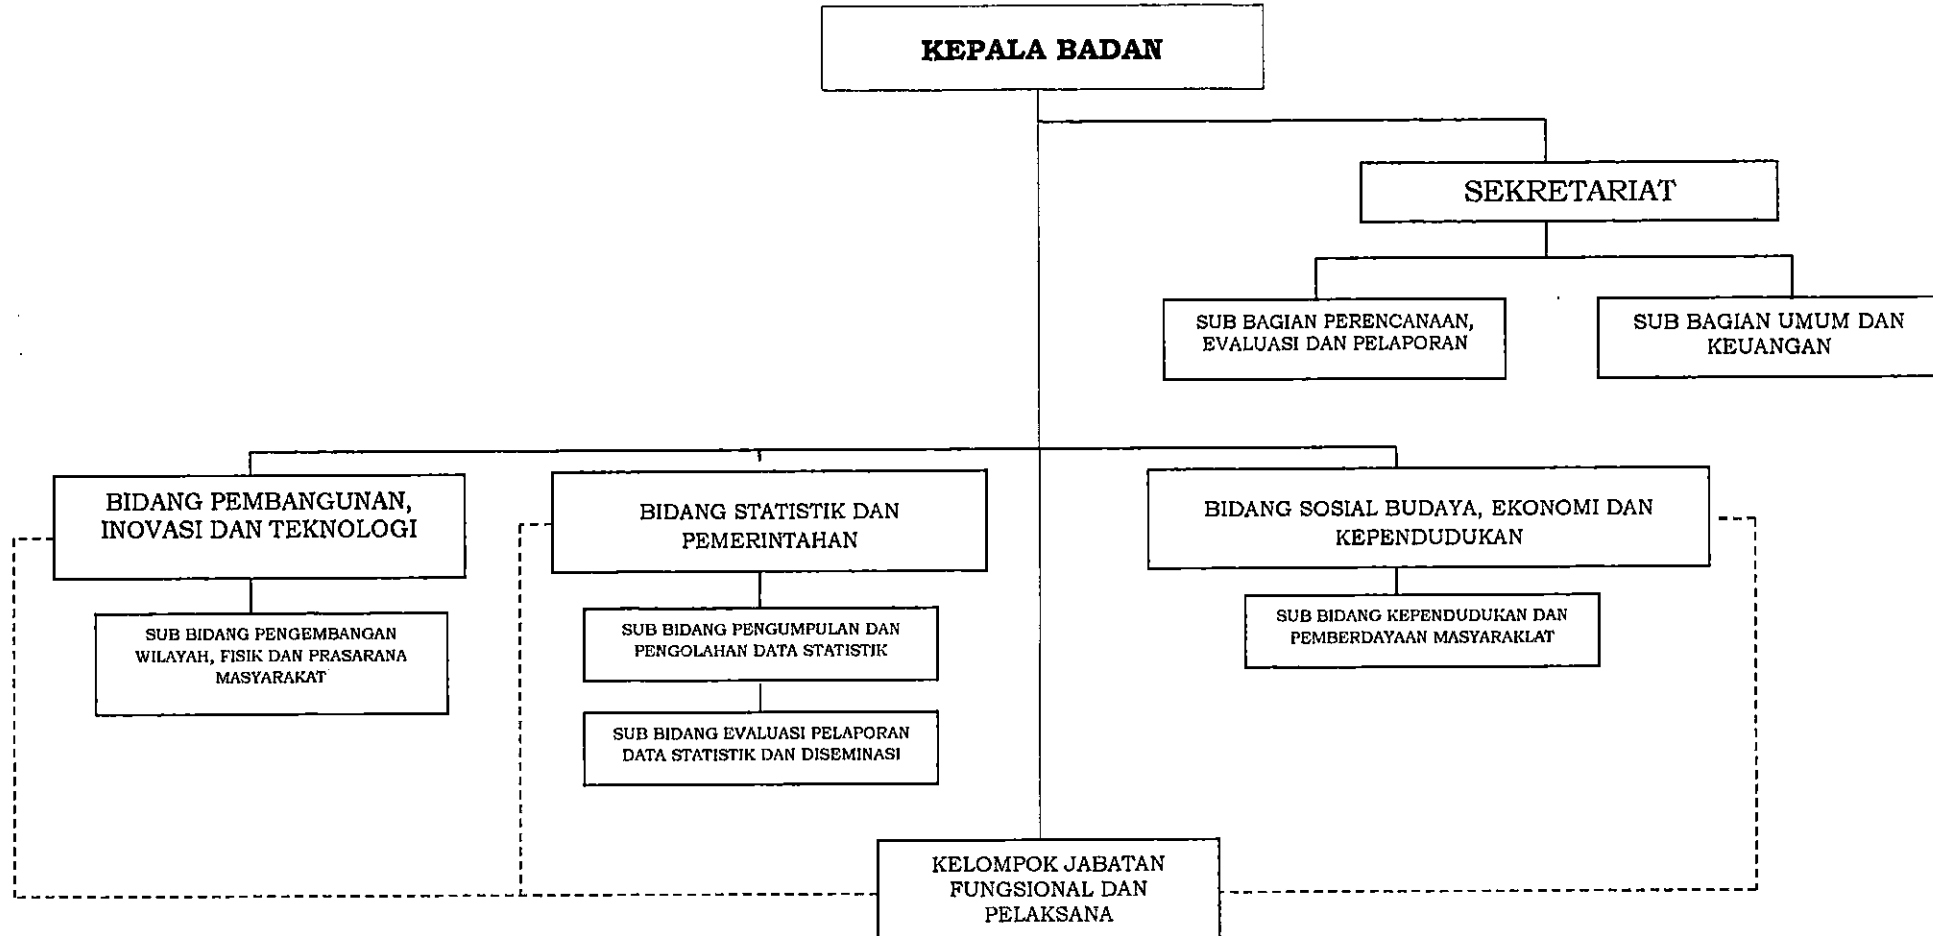 KEPALA BADAN
SEKRETARIAT
SUB BAGIAN PERENCANAAN,
EVALUASI DAN PELAPORAN
SUB BAGIAN UMUM DAN
KEUANGAN
BIDANG PEMBANGUNAN,
INOVASI DAN TEKNOLOGI
BIDANG STATISTIK DAN
PEMERINTAHAN
BIDANG SOSIAL BUDAYA, EKONOMI DAN
KEPENDUDUKAN
SUB BIDANG PENGEMBANGAN
WILAYAH, FISIK DAN PRASARANA
MASYARAKAT
SUB BIDANG PENGUMPULAN DAN
PENGOLAHAN DATA STATISTIK
SUB BIDANG KEPENDUDUKAN DAN
PEMBERDAYAAN MASYARAKLAT
SUB BIDANG EVALUASI PELAPORAN
DATA STATISTIK DAN DISEMINASI
KELOMPOK JABATAN
FUNGSIONAL DAN
PELAKSANA